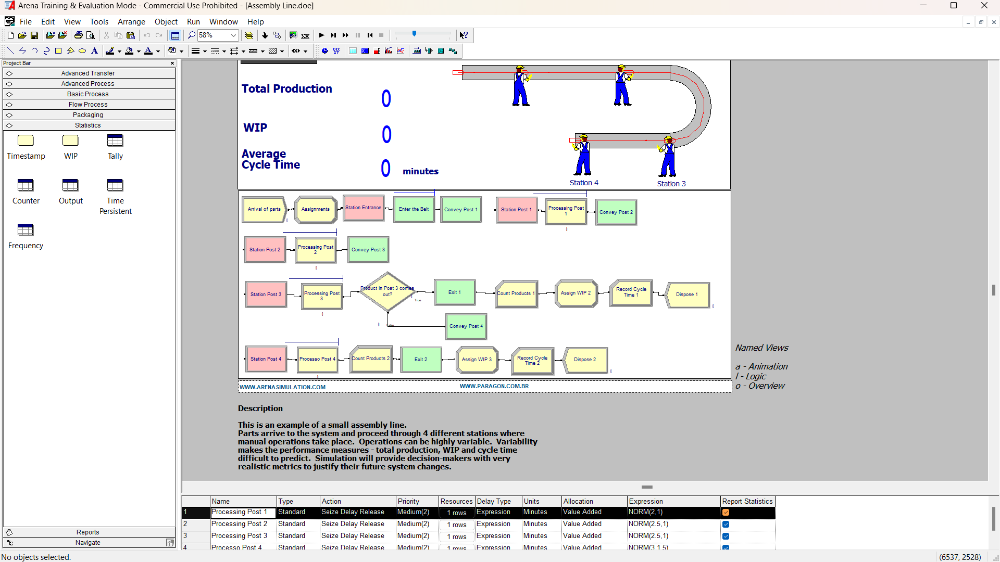 Arena Training & Evaluation Mode - Commercial Use Prohibited - [Assembly Line.doe]
File Edit View Tools Arrange Object Run Window Help
58%
Project Bar
Advanced Transfer
Advanced Process
Basic Process
Flow Process
Packaging
Statistics
Timestamp WIP Tally
Counter Output Time Persistent
Frequency
Reports
Navigate
Total Production
0
WIP
0
Average
Cycle Time
0 minutes
Station 4
Station 3
Arrival of parts Assignments Station Entrance Enter the Belt Convey Post 1 Station Post 1 Processing Post 1 Convey Post 2
Station Post 2 Processing Post 2 Convey Post 3
Station Post 3 Processing Post 3 Product in Post 3 comes out? True Exit 1 Count Products 1 Assign WIP 2 Record Cycle Time 1 Dispose 1
Convey Post 4
Station Post 4 Processo Post 4 Count Products 2 Exit 2 Assign WIP 3 Record Cycle Time 2 Dispose 2
WWW.ARENASIMULATION.COM WWW.PARAGON.COM.BR
Named Views
a - Animation
l - Logic
o - Overview
Description
This is an example of a small assembly line.
Parts arrive to the system and proceed through 4 different stations where
manual operations take place. Operations can be highly variable. Variability
makes the performance measures - total production, WIP and cycle time
difficult to predict. Simulation will provide decision-makers with very
realistic metrics to justify their future system changes.
Name Type Action Priority Resources Delay Type Units Allocation Expression Report Statistics
1 Processing Post 1 Standard Seize Delay Release Medium(2) 1 rows Expression Minutes Value Added NORM(2,1)
2 Processing Post 2 Standard Seize Delay Release Medium(2) 1 rows Expression Minutes Value Added NORM(2.5,1)
3 Processing Post 3 Standard Seize Delay Release Medium(2) 1 rows Expression Minutes Value Added NORM(2.5,1)
4 Processo Post 4 Standard Seize Delay Release Medium(2) 1 rows Expression Minutes Value Added NORM(3,1.5)
No objects selected.
(6537, 2528)